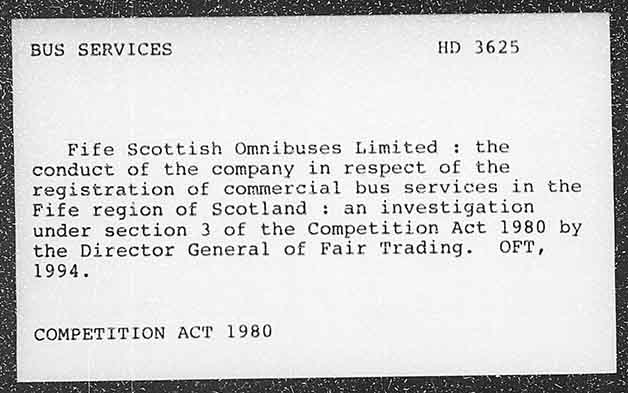 BUS SERVICES HD 3625
Fife Scottish Omnibuses Limited : the
conduct of the company in respect of the
registration of commercial bus services in the
Fife region of Scotland : an investigation
under section 3 of the Competition Act 1980 by
the Director General of Fair Trading. OFT,
1994.
COMPETITION ACT 1980